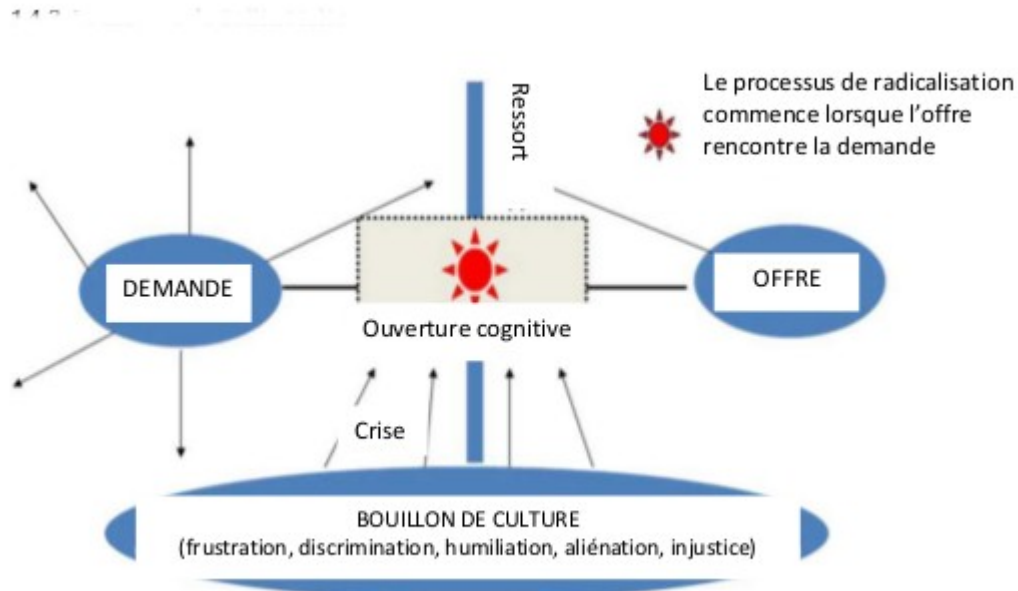 Ressort
Le processus de radicalisation
commence lorsque l'offre
rencontre la demande
DEMANDE
OFFRE
Ouverture cognitive
Crise
BOUILLON DE CULTURE
(frustration, discrimination, humiliation, aliénation, injustice)